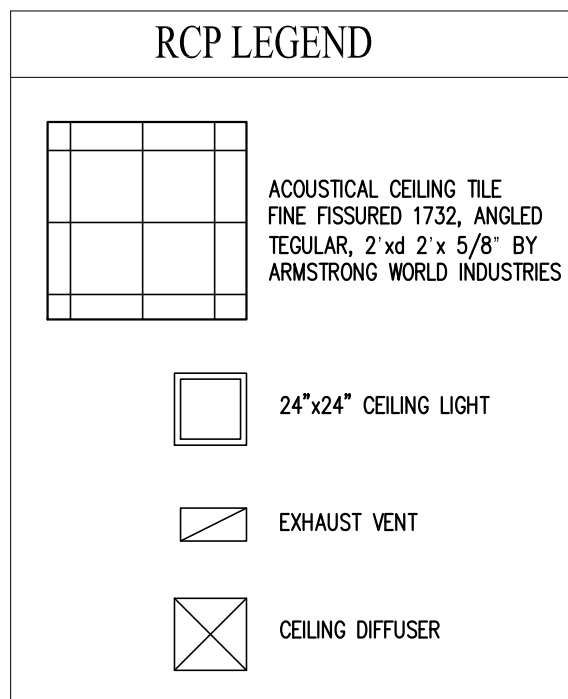 RCP LEGEND
ACOUSTICAL CEILING TILE
FINE FISSURED 1732, ANGLED
TEGULAR, 2'xd 2'x 5/8" BY
ARMSTRONG WORLD INDUSTRIES
24"x24" CEILING LIGHT
EXHAUST VENT
CEILING DIFFUSER